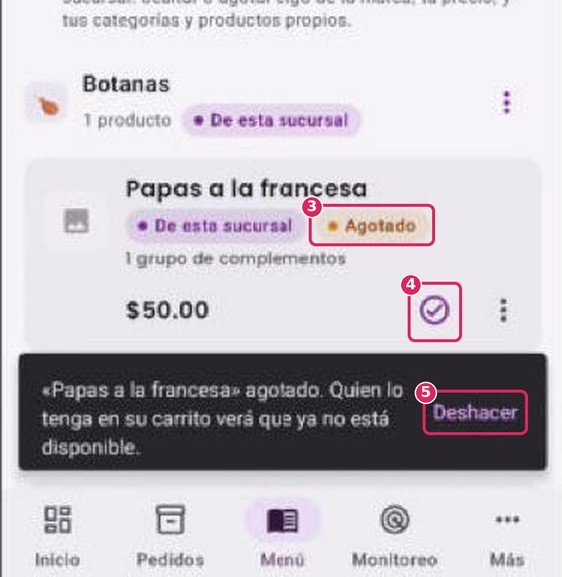 tus categorías y productos propios.
Botanas
1 producto
De esta sucursal
Papas a la francesa
3
De esta sucursal
Agotado
1 grupo de complementos
4
$50.00
5
«Papas a la francesa» agotado. Quien lo
tenga en su carrito verá que ya no está
disponible.
Deshacer
Inicio
Pedidos
Menú
Monitoreo
Más